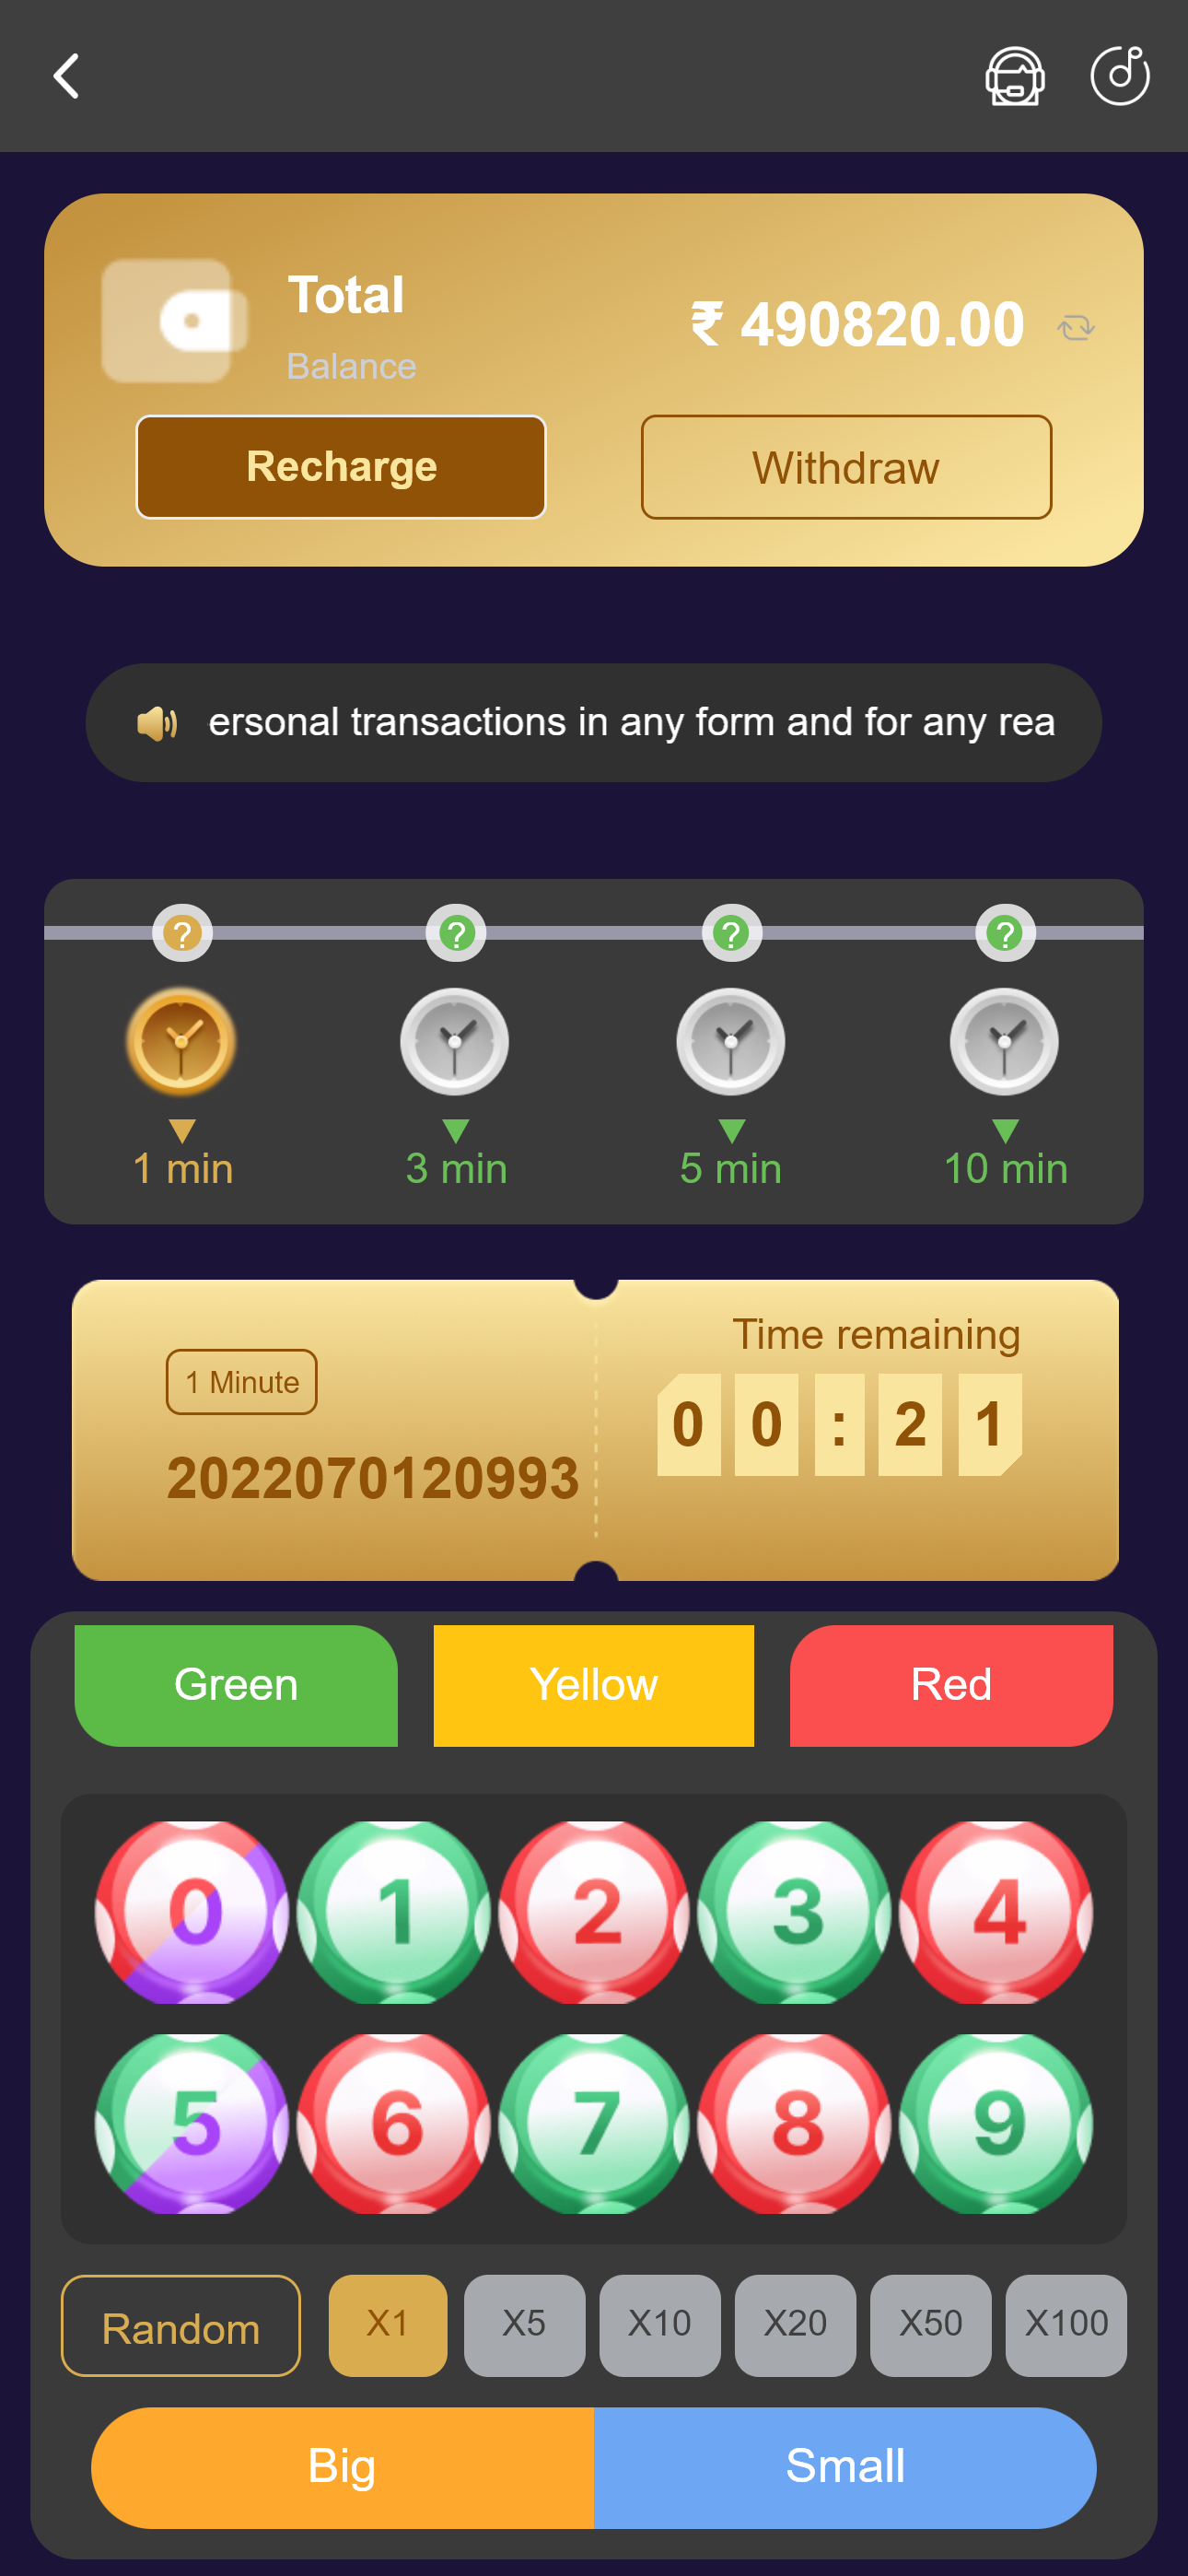 Total
Balance
₹ 490820.00
Recharge
Withdraw
ersonal transactions in any form and for any rea
? ? ? ?
1 min 3 min 5 min 10 min
1 Minute
2022070120993
Time remaining
0 0 : 2 1
Green Yellow Red
0 1 2 3 4
5 6 7 8 9
Random X1 X5 X10 X20 X50 X100
Big Small